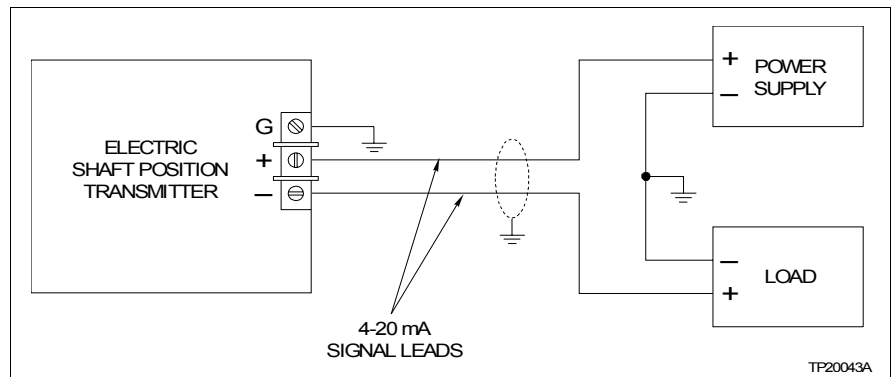 ELECTRIC
SHAFT POSITION
TRANSMITTER
G
+
–
4-20 mA
SIGNAL LEADS
+
–
POWER
SUPPLY
–
+
LOAD
TP20043A